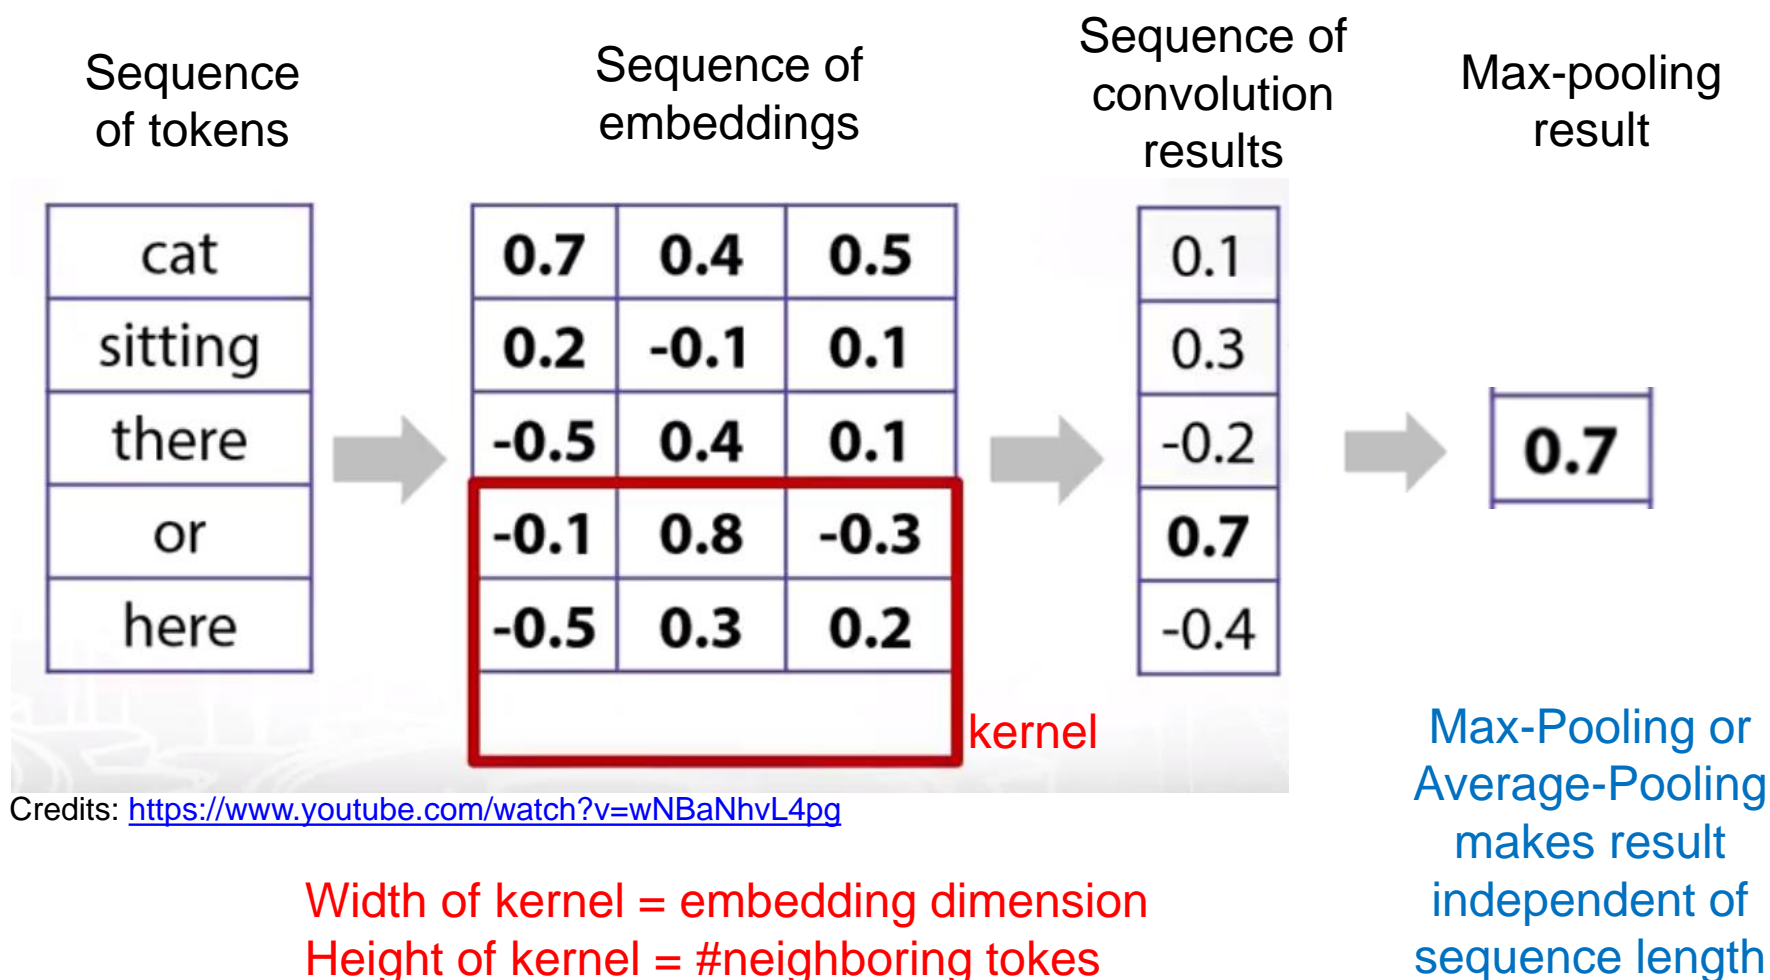 Sequence
of tokens
Sequence of
embeddings
Sequence of
convolution
results
Max-pooling
result
cat
sitting
there
or
here
0.7 0.4 0.5
0.2 -0.1 0.1
-0.5 0.4 0.1
-0.1 0.8 -0.3
-0.5 0.3 0.2
kernel
0.1
0.3
-0.2
0.7
-0.4
0.7
Credits: https://www.youtube.com/watch?v=wNBaNhvL4pg
Width of kernel = embedding dimension
Height of kernel = #neighboring tokes
Max-Pooling or
Average-Pooling
makes result
independent of
sequence length